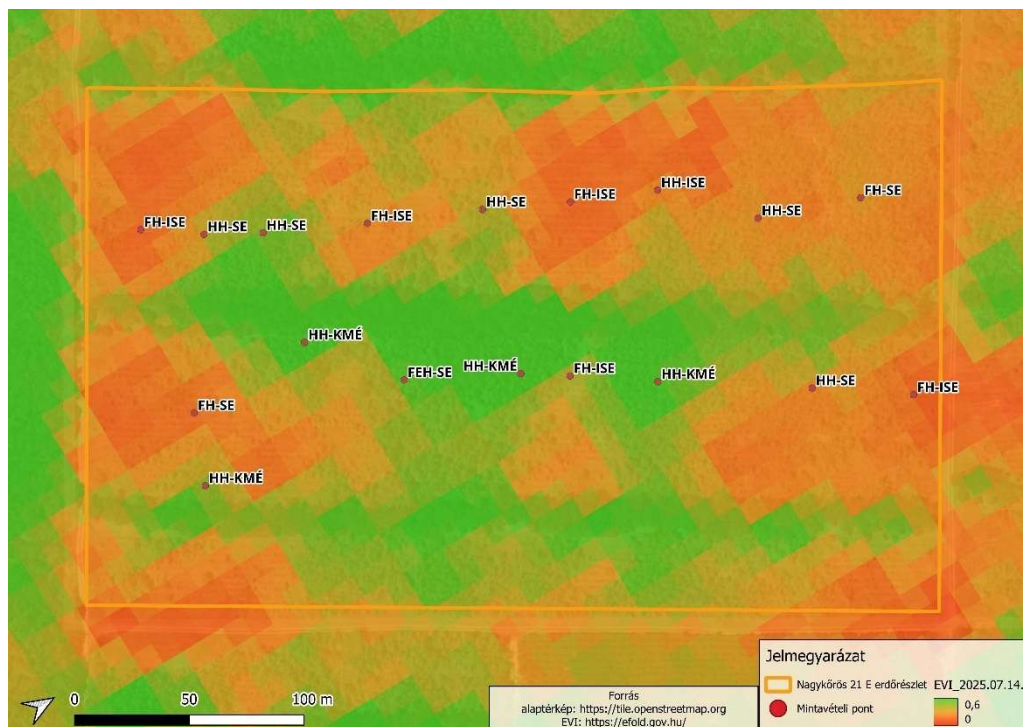 HH-ISE
FH-ISE
FH-SE
HH-SE
HH-SE
FH-ISE
FH-ISE
HH-SE
HH-SE
HH-KMÉ
HH-KMÉ
FEH-SE
FH-ISE
HH-KMÉ
HH-SE
FH-ISE
FH-SE
HH-KMÉ
Jelmegyarázat
Nagykőrös 21 E erdőrészlet
EVI_2025.07.14.
Mintavételi pont
0,6
0
0 50 100 m
Forrás
alaptérkép: https://tile.openstreetmap.org
EVI: https://efold.gov.hu/